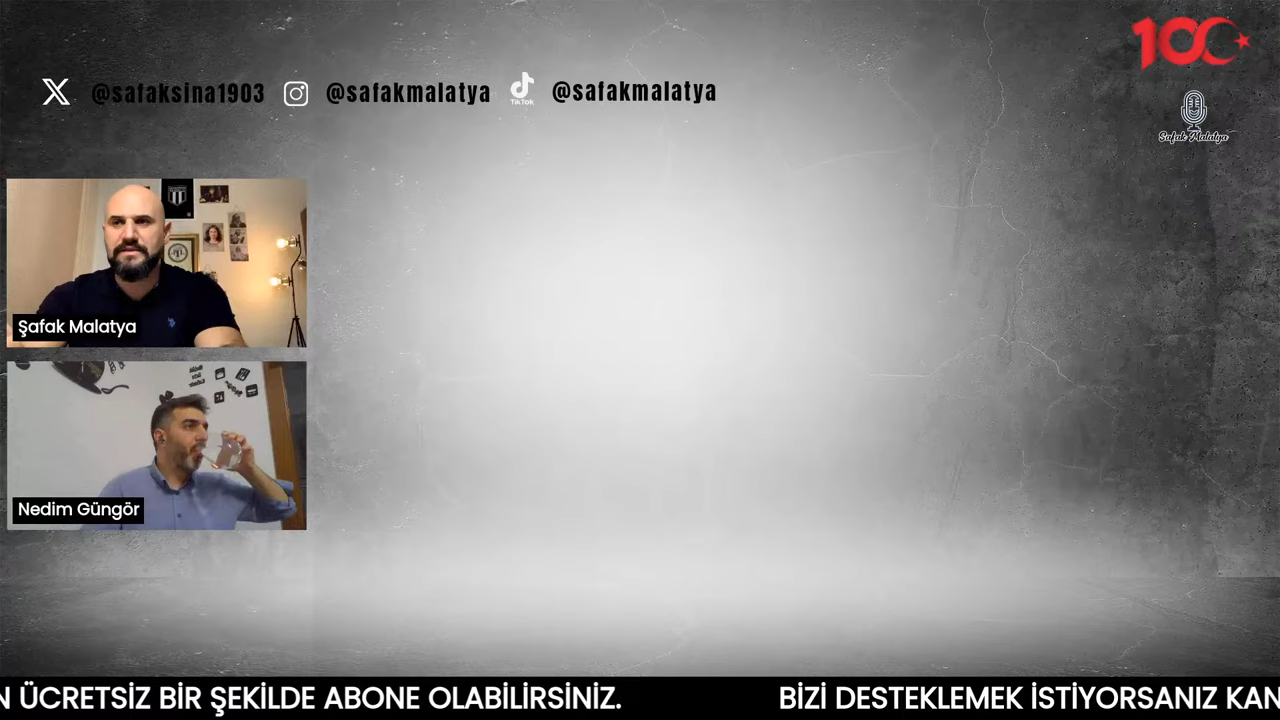 100
@safaksina1903 @safakmalatya TikTok @safakmalatya
Safak Malatya
Şafak Malatya
Nedim Güngör
N ÜCRETSİZ BİR ŞEKİLDE ABONE OLABİLİRSİNİZ. BİZİ DESTEKLEMEK İSTİYORSANIZ KAN